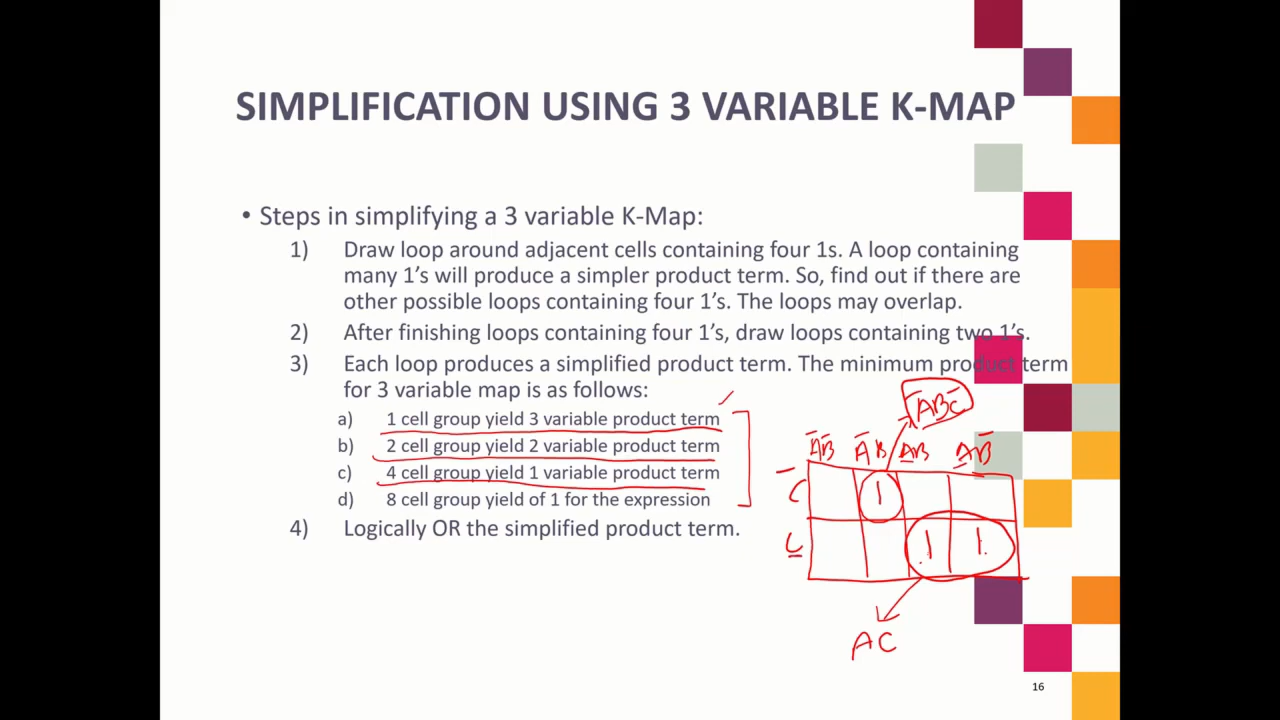 SIMPLIFICATION USING 3 VARIABLE K-MAP
• Steps in simplifying a 3 variable K-Map:
1) Draw loop around adjacent cells containing four 1s. A loop containing
many 1's will produce a simpler product term. So, find out if there are
other possible loops containing four 1's. The loops may overlap.
2) After finishing loops containing four 1's, draw loops containing two 1's.
3) Each loop produces a simplified product term. The minimum product term
for 3 variable map is as follows:
a) 1 cell group yield 3 variable product term
b) 2 cell group yield 2 variable product term
c) 4 cell group yield 1 variable product term
d) 8 cell group yield of 1 for the expression
4) Logically OR the simplified product term.
A̅BC̅
A̅B̅ A̅B AB AB̅
C̅ 1
C 1 1
AC
16